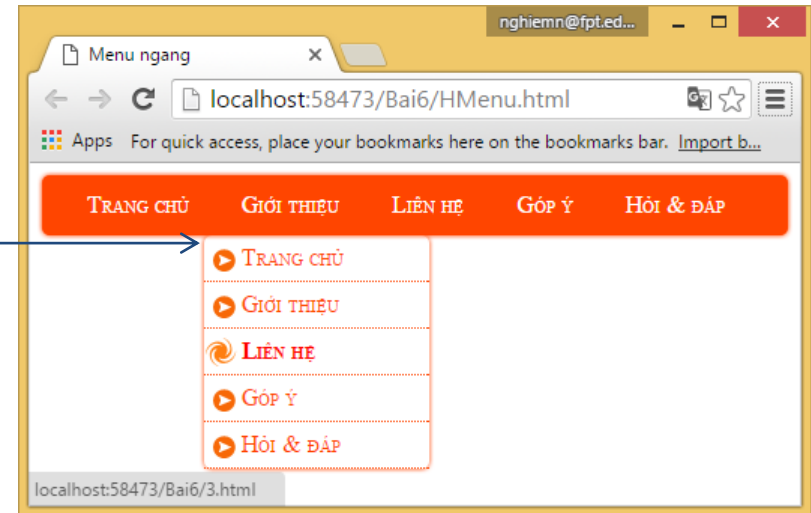 nghiemn@fpt.ed...
Menu ngang
localhost:58473/Bai6/HMenu.html
Apps For quick access, place your bookmarks here on the bookmarks bar. Import b...
Trang chủ Giới thiệu Liên hệ Góp ý Hỏi & đáp
Trang chủ
Giới thiệu
Liên hệ
Góp ý
Hỏi & đáp
localhost:58473/Bai6/3.html